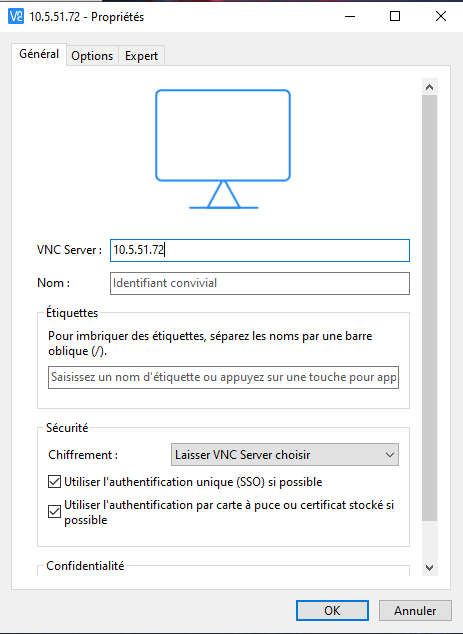 10.5.51.72 - Propriétés
Général
Options
Expert
VNC Server :
10.5.51.72
Nom :
Identifiant convivial
Étiquettes
Pour imbriquer des étiquettes, séparez les noms par une barre
oblique (/).
Saisissez un nom d'étiquette ou appuyez sur une touche pour app
Sécurité
Chiffrement :
Laisser VNC Server choisir
Utiliser l'authentification unique (SSO) si possible
Utiliser l'authentification par carte à puce ou certificat stocké si
possible
Confidentialité
OK
Annuler